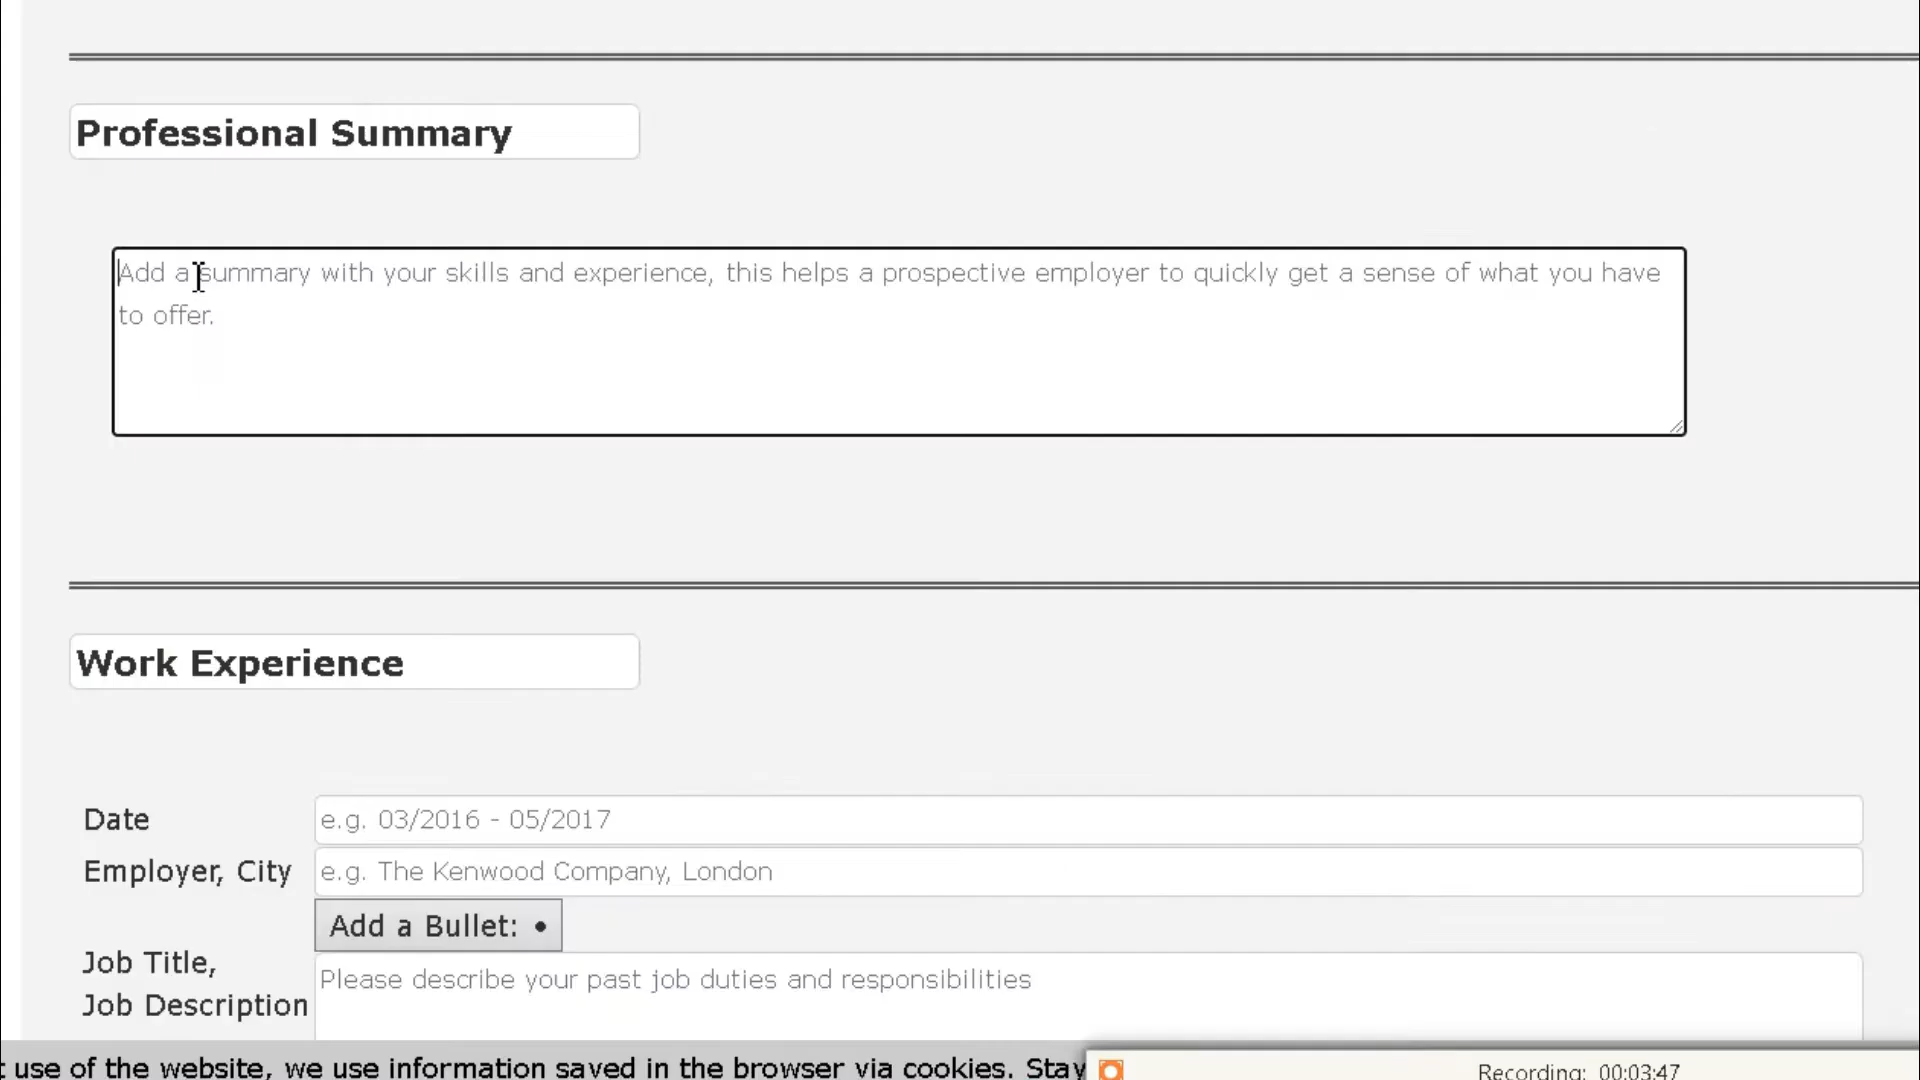 Professional Summary
Add a summary with your skills and experience, this helps a prospective employer to quickly get a sense of what you have
to offer.
Work Experience
Date
e.g. 03/2016 - 05/2017
Employer, City
e.g. The Kenwood Company, London
Add a Bullet: •
Job Title,
Job Description
Please describe your past job duties and responsibilities
use of the website, we use information saved in the browser via cookies. Stay
Recording: 00:03:47